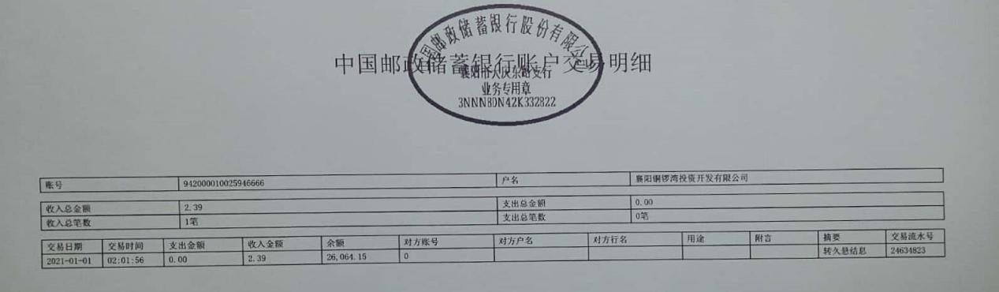 中国邮政储蓄银行股份有限公司
中国邮政储蓄银行账户交易明细
襄阳市大庆东路支行
业务专用章
3NNN8DN42K332822
账号 942000010025946666 户名 襄阳铜锣湾投资开发有限公司
收入总金额 2.39 支出总金额 0.00
收入总笔数 1笔 支出总笔数 0笔
交易日期 交易时间 支出金额 收入金额 余额 对方账号 对方户名 对方行名 用途 附言 摘要 交易流水号
2021-01-01 02:01:56 0.00 2.39 26,064.15 0 转久悬结息 24634823